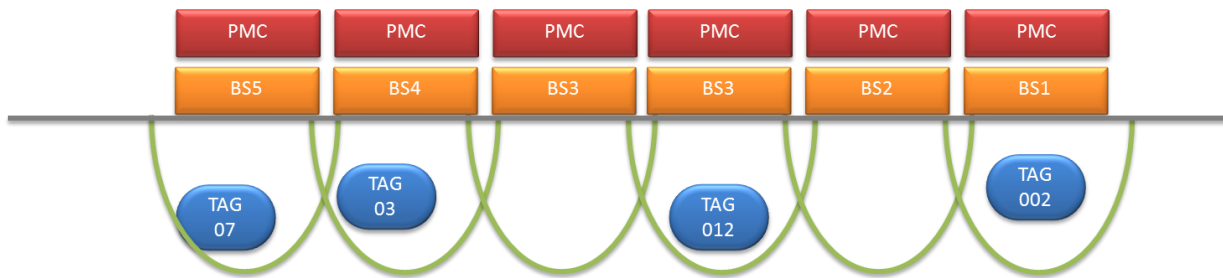 PMC PMC PMC PMC PMC PMC
BS5 BS4 BS3 BS3 BS2 BS1
TAG
07
TAG
03
TAG
012
TAG
002